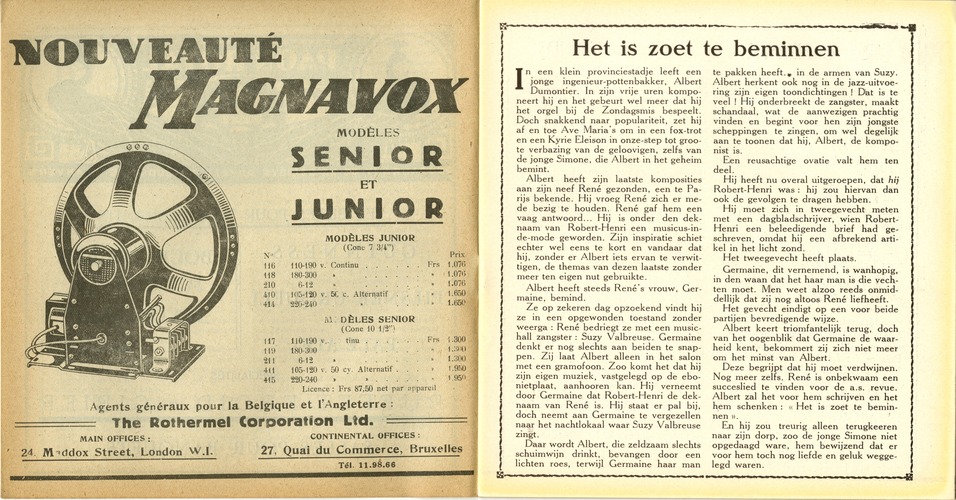 NOUVEAUTÉ
MAGNAVOX
MODÈLES
SENIOR
ET
JUNIOR
MODÈLES JUNIOR
(Cone 7 3/4")
Prix
116 110-190 v. Continu . . . . . Frs 1.076
118 180-300 » . . . . . » 1.076
210 6-12 » . . . . . » 1.076
410 105-120 v. 50 c. Alternatif . . . . » 1.650
414 220-240 » . . . . » 1.650
DÈLES SENIOR
(Cone 10 1/2")
117 110-190 v. tinu . . . . Frs 1.300
119 180-300 » . . . . » 1.300
211 6-12 » . . . . » 1.300
411 105-120 v. 50 cy. Alternatif . . . . » 1.950
415 220-240 » . . . . » 1.950
Licence : Frs 87.50 net par appareil
Agents généraux pour la Belgique et l'Angleterre :
The Rothermel Corporation Ltd.
MAIN OFFICES :
24, Maddox Street, London W.I.
CONTINENTAL OFFICES :
27, Quai du Commerce, Bruxelles
Tél. 11.98.66
Het is zoet te beminnen
In een klein provinciestadje leeft een
jonge ingenieur-pottenbakker, Albert
Dumontier. In zijn vrije uren kompo-
neert hij en het gebeurt wel meer dat hij
het orgel bij de Zondagsmis bespeelt.
Doch snakkend naar populariteit, zet hij
af en toe Ave Maria's om in een fox-trot
en een Kyrie Eleison in onze-step tot groo-
te verbazing van de geloovigen, zelfs van
de jonge Simone, die Albert in het geheim
bemint.
Albert heeft zijn laatste komposities
aan zijn neef René gezonden, een te Pa-
rijs bekende. Hij vroeg René zich er me-
de bezig te houden. René gaf hem een
vaag antwoord... Hij is onder den dek-
naam van Robert-Henri een musicus-in-
de-mode geworden. Zijn inspiratie schiet
echter wel eens te kort en vandaar dat
hij, zonder er Albert iets ervan te verwit-
tigen, de themas van dezen laatste zonder
meer ten eigen nut gebruikte.
Albert heeft steeds René's vrouw, Ger-
maine, bemind.
Ze op zekeren dag opzoekend vindt hij
ze in een opgewonden toestand zonder
weerga : René bedriegt ze met een music-
hall zangster : Suzy Valbreuse. Germaine
denkt er nog slechts aan beiden te snap-
pen. Zij laat Albert alleen in het salon
met een gramofoon. Zoo komt het dat hij
zijn eigen muziek, vastgelegd op de ebo-
nietplaat, aanhooren kan. Hij verneemt
door Germaine dat Robert-Henri de dek-
naam van René is. Hij staat er pal bij,
doch neemt aan Germaine te vergezellen
naar het nachtlokaal waar Suzy Valbreuse
zingt.
Daar wordt Albert, die zeldzaam slechts
schuimwijn drinkt, bevangen door een
lichten roes, terwijl Germaine haar man
te pakken heeft... in de armen van Suzy.
Albert herkent ook nog in de jazz-uitvoe-
ring zijn eigen toondichtingen ! Dat is te
veel ! Hij onderbreekt de zangster, maakt
schandaal, wat de aanwezigen prachtig
vinden en begint voor hen zijn jongste
scheppingen te zingen, om wel degelijk
aan te toonen dat hij, Albert, de kompo-
nist is.
Een reusachtige ovatie valt hem ten
deel.
Hij heeft nu overal uitgeroepen, dat hij
Robert-Henri was : hij zou hiervan dan
ook de gevolgen te dragen hebben.
Hij moet zich in tweegevecht meten
met een dagbladschrijver, wien Robert-
Henri een beleedigende brief had ge-
schreven, omdat hij een afbrekend arti-
kel in het licht zond.
Het tweegevecht heeft plaats.
Germaine, dit vernemend, is wanhopig,
in den waan dat het haar man is die vech-
ten moet. Men weet alzoo reeds onmid-
dellijk dat zij nog altoos René liefheeft.
Het gevecht eindigt op een voor beide
partijen bevredigende wijze.
Albert keert triomfantelijk terug, doch
van het oogenblik dat Germaine de waar-
heid kent, bekommert zij zich niet meer
om het minst van Albert.
Deze begrijpt dat hij moet verdwijnen.
Nog meer zelfs. René is onbekwaam een
succeslied te vinden voor de a.s. revue.
Albert zal het voor hem schrijven en het
hem schenken : « Het is zoet te bemin-
nen ».
En hij zou treurig alleen terugkeeren
naar zijn dorp, zoo de jonge Simone niet
opgedaagd ware, hem bewijzend dat er
voor hem toch nog liefde en geluk wegge-
legd waren.